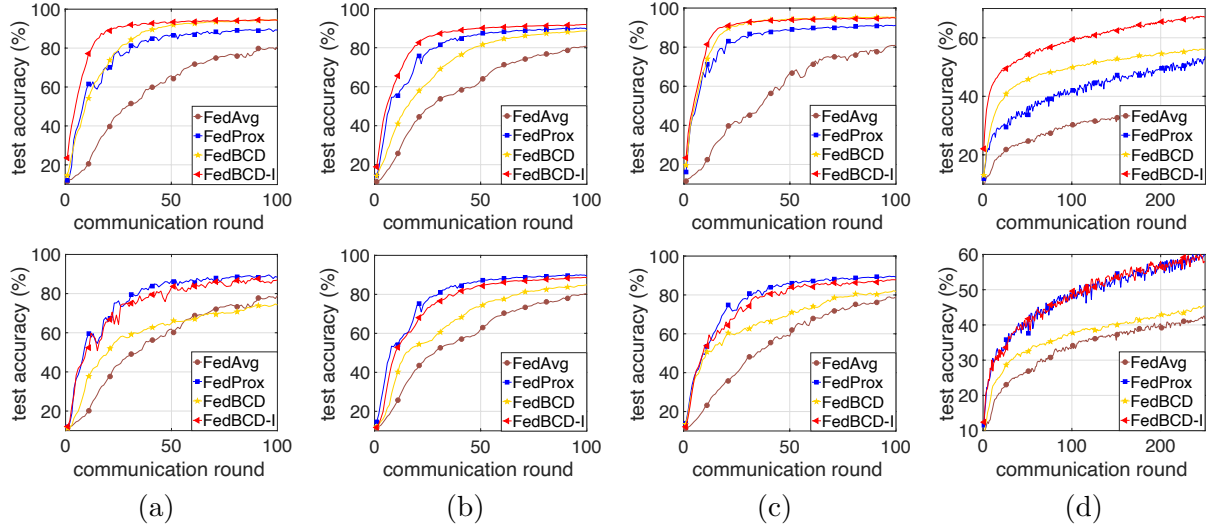 100
80
60
40
20
test accuracy (%)
FedAvg
FedProx
FedBCD
FedBCD-I
0 50 100
communication round
100
80
60
40
20
test accuracy (%)
FedAvg
FedProx
FedBCD
FedBCD-I
0 50 100
communication round
100
80
60
40
20
test accuracy (%)
FedAvg
FedProx
FedBCD
FedBCD-I
0 50 100
communication round
60
40
20
test accuracy (%)
FedAvg
FedProx
FedBCD
FedBCD-I
0 100 200
communication round
100
80
60
40
20
test accuracy (%)
FedAvg
FedProx
FedBCD
FedBCD-I
0 50 100
communication round
100
80
60
40
20
test accuracy (%)
FedAvg
FedProx
FedBCD
FedBCD-I
0 50 100
communication round
100
80
60
40
20
test accuracy (%)
FedAvg
FedProx
FedBCD
FedBCD-I
0 50 100
communication round
60
50
40
30
20
10
test accuracy (%)
FedAvg
FedProx
FedBCD
FedBCD-I
0 100 200
communication round
(a) (b) (c) (d)